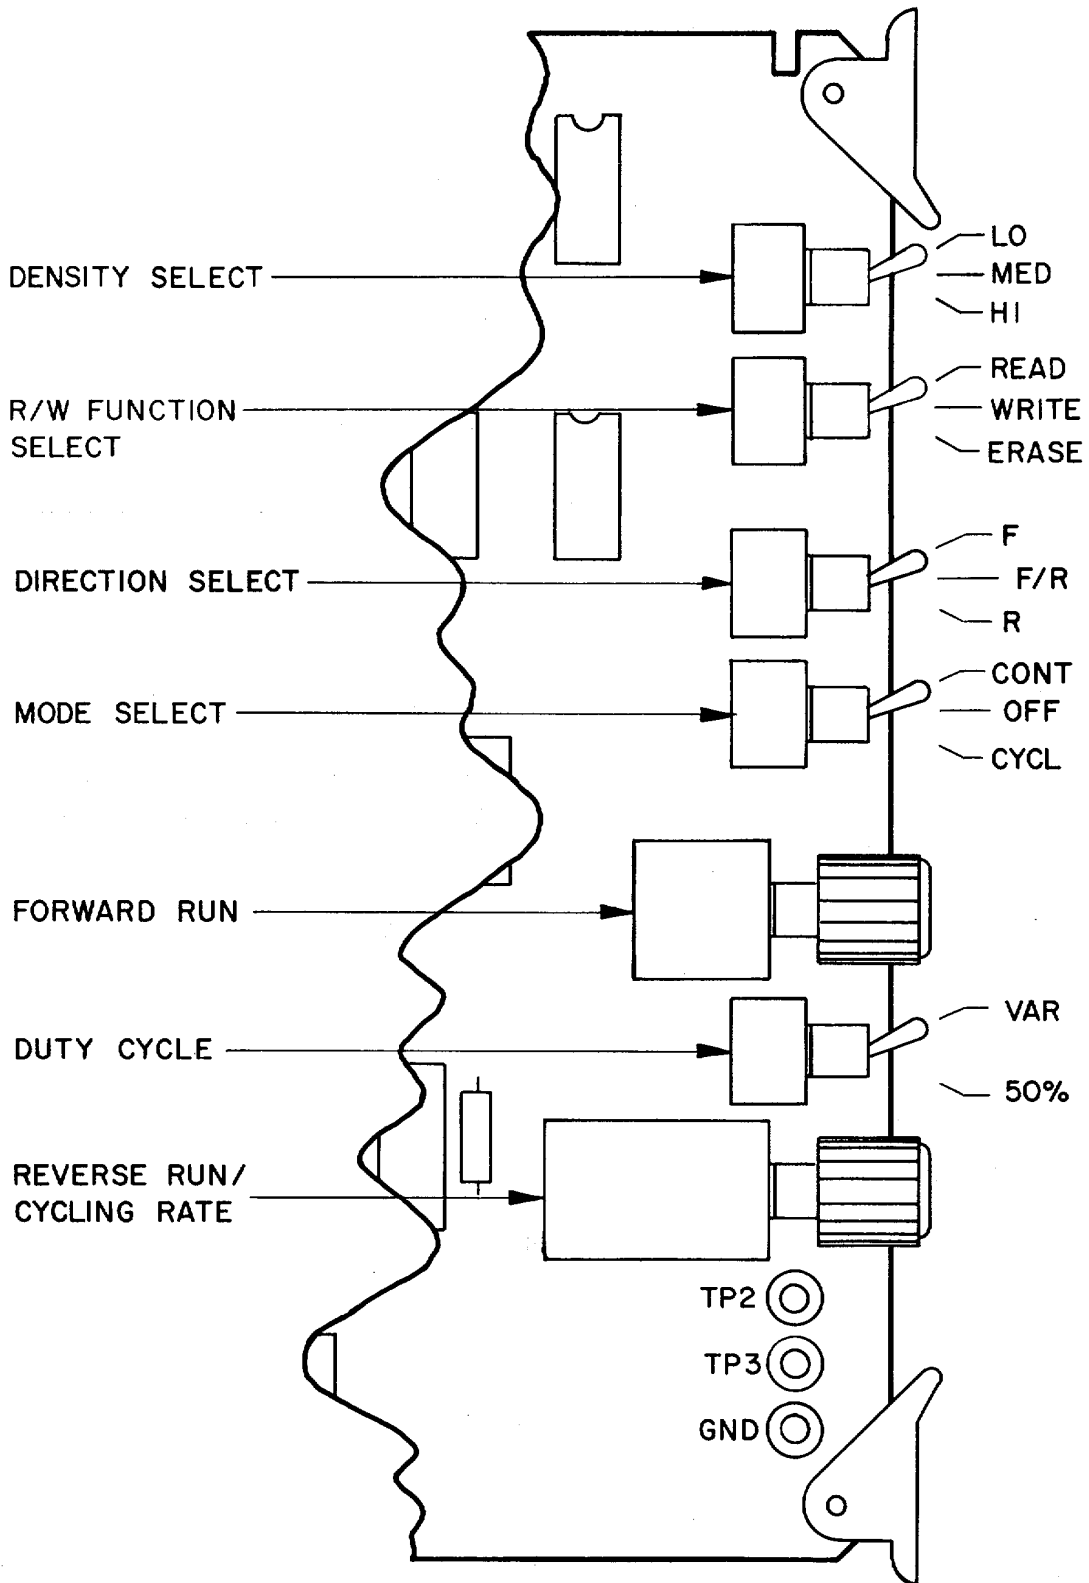 LO
DENSITY SELECT
MED
HI
READ
R/W FUNCTION
SELECT
WRITE
ERASE
F
DIRECTION SELECT
F/R
R
CONT
MODE SELECT
OFF
CYCL
FORWARD RUN
VAR
DUTY CYCLE
50%
REVERSE RUN/
CYCLING RATE
TP2
TP3
GND